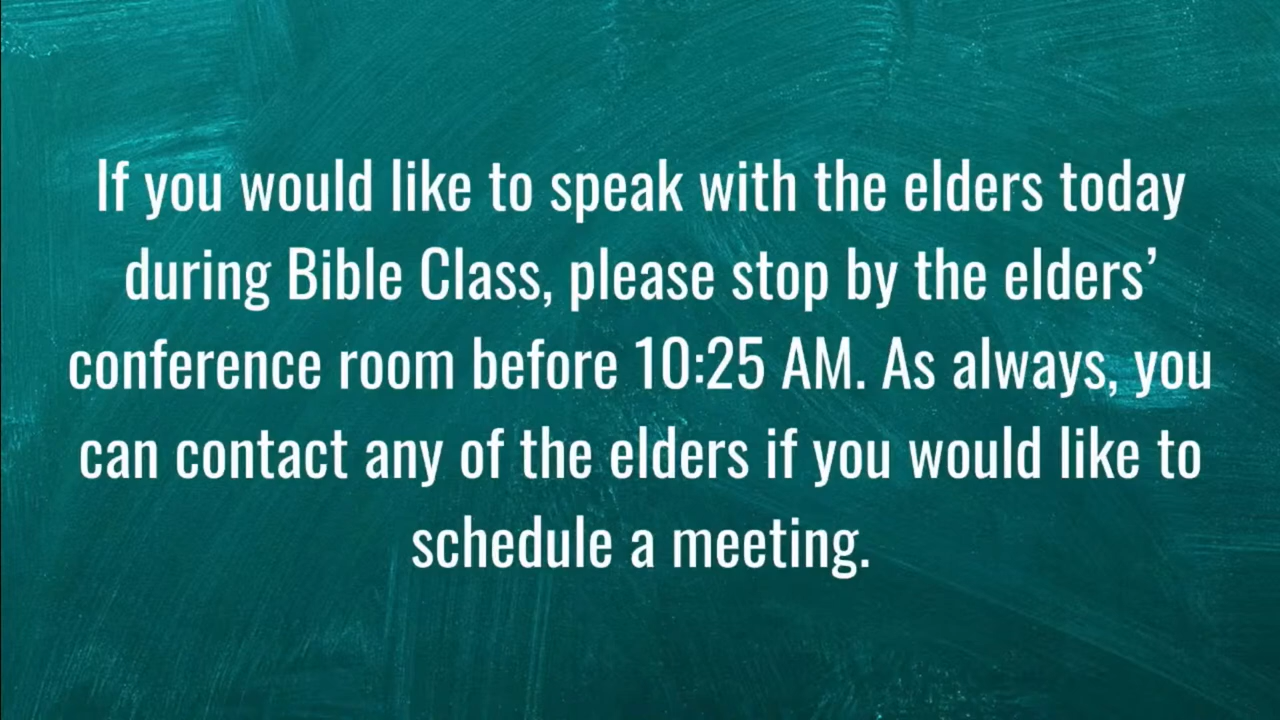 If you would like to speak with the elders today
during Bible Class, please stop by the elders’
conference room before 10:25 AM. As always, you
can contact any of the elders if you would like to
schedule a meeting.